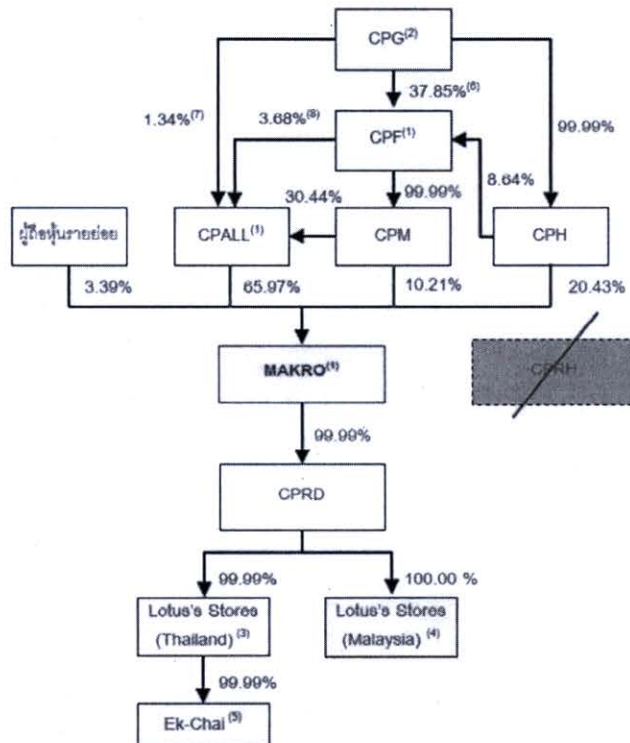 CPG(2)
37.85%(6)
1.34%(7)
3.68%(8)
CPF(1)
99.99%
8.64%
30.44%
99.99%
ผู้ถือหุ้นรายย่อย
CPALL(1)
CPM
CPH
3.39%
65.97%
10.21%
20.43%
MAKRO(1)
CPRH
99.99%
CPRD
99.99%
100.00 %
Lotus's Stores
(Thailand) (3)
Lotus's Stores
(Malaysia) (4)
99.99%
Ek-Chai (5)